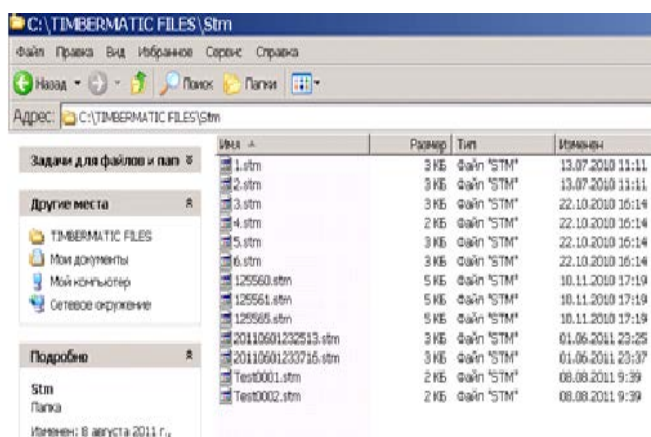 C:\TIMBERMATIC FILES\Stm
Файл Правка Вид Избранное Сервис Справка
Назад Поиск Папки
Адрес: C:\TIMBERMATIC FILES\Stm
Задачи для файлов и пап
Другие места
TIMBERMATIC FILES
Мои документы
Мой компьютер
Сетевое окружение
Подробно
Stm
Папка
Изменен: 8 августа 2011 г.,
Имя Размер Тип Изменен
1.stm 3 КБ Файл "STM" 13.07.2010 11:11
2.stm 3 КБ Файл "STM" 13.07.2010 11:11
3.stm 3 КБ Файл "STM" 22.10.2010 16:14
4.stm 2 КБ Файл "STM" 22.10.2010 16:14
5.stm 3 КБ Файл "STM" 22.10.2010 16:14
6.stm 3 КБ Файл "STM" 22.10.2010 16:14
125560.stm 5 КБ Файл "STM" 10.11.2010 17:19
125561.stm 5 КБ Файл "STM" 10.11.2010 17:19
125565.stm 5 КБ Файл "STM" 10.11.2010 17:19
20110601232513.stm 3 КБ Файл "STM" 01.06.2011 23:25
20110601233716.stm 3 КБ Файл "STM" 01.06.2011 23:37
Test0001.stm 2 КБ Файл "STM" 08.08.2011 9:39
Test0002.stm 2 КБ Файл "STM" 08.08.2011 9:39